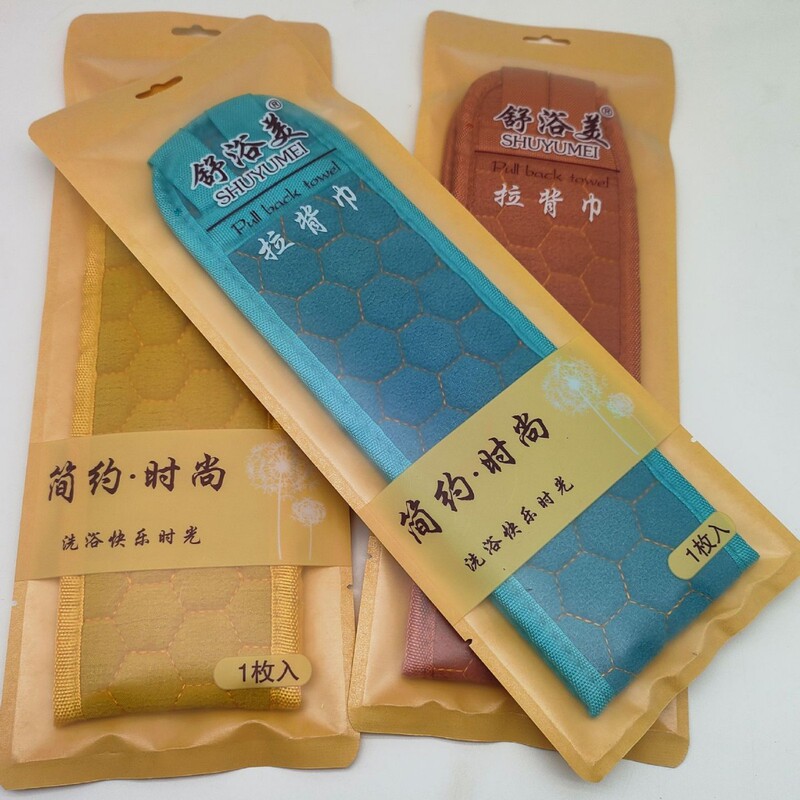 舒浴美®
SHUYUMEI
Pull back towel
拉背巾
简约·时尚
洗浴快乐时光
1枚入
舒浴美®
SHUYUMEI
Pull back towel
拉背巾
简约·时尚
洗浴快乐时光
1枚入